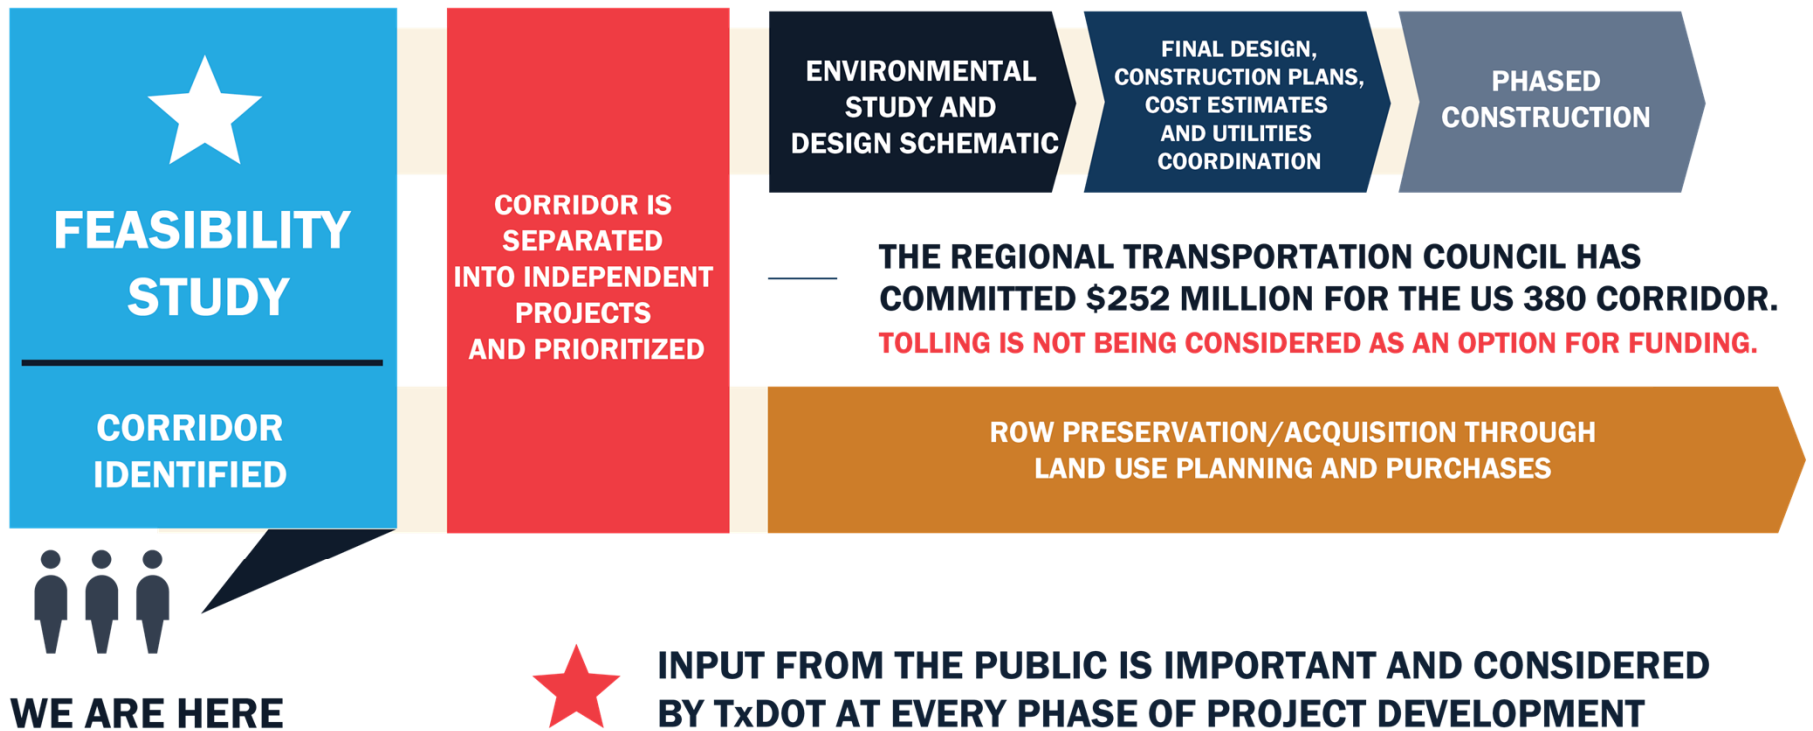 FEASIBILITY
STUDY
CORRIDOR
IDENTIFIED
WE ARE HERE
CORRIDOR IS
SEPARATED
INTO INDEPENDENT
PROJECTS
AND PRIORITIZED
ENVIRONMENTAL
STUDY AND
DESIGN SCHEMATIC
FINAL DESIGN,
CONSTRUCTION PLANS,
COST ESTIMATES
AND UTILITIES
COORDINATION
PHASED
CONSTRUCTION
THE REGIONAL TRANSPORTATION COUNCIL HAS
COMMITTED $252 MILLION FOR THE US 380 CORRIDOR.
TOLLING IS NOT BEING CONSIDERED AS AN OPTION FOR FUNDING.
ROW PRESERVATION/ACQUISITION THROUGH
LAND USE PLANNING AND PURCHASES
INPUT FROM THE PUBLIC IS IMPORTANT AND CONSIDERED
BY TxDOT AT EVERY PHASE OF PROJECT DEVELOPMENT